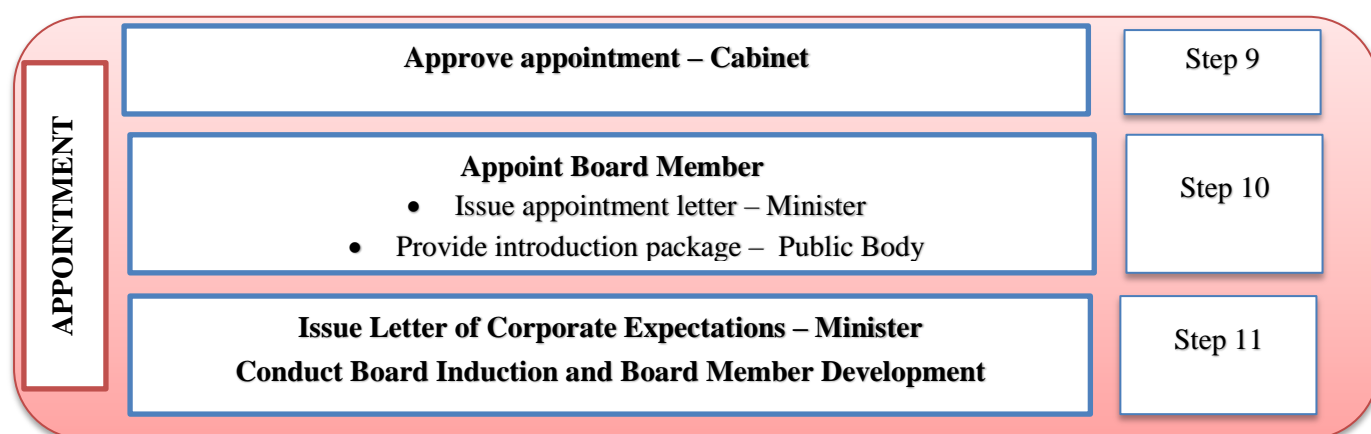 APPOINTMENT
Approve appointment – Cabinet
Step 9
Appoint Board Member
• Issue appointment letter – Minister
• Provide introduction package – Public Body
Step 10
Issue Letter of Corporate Expectations – Minister
Conduct Board Induction and Board Member Development
Step 11